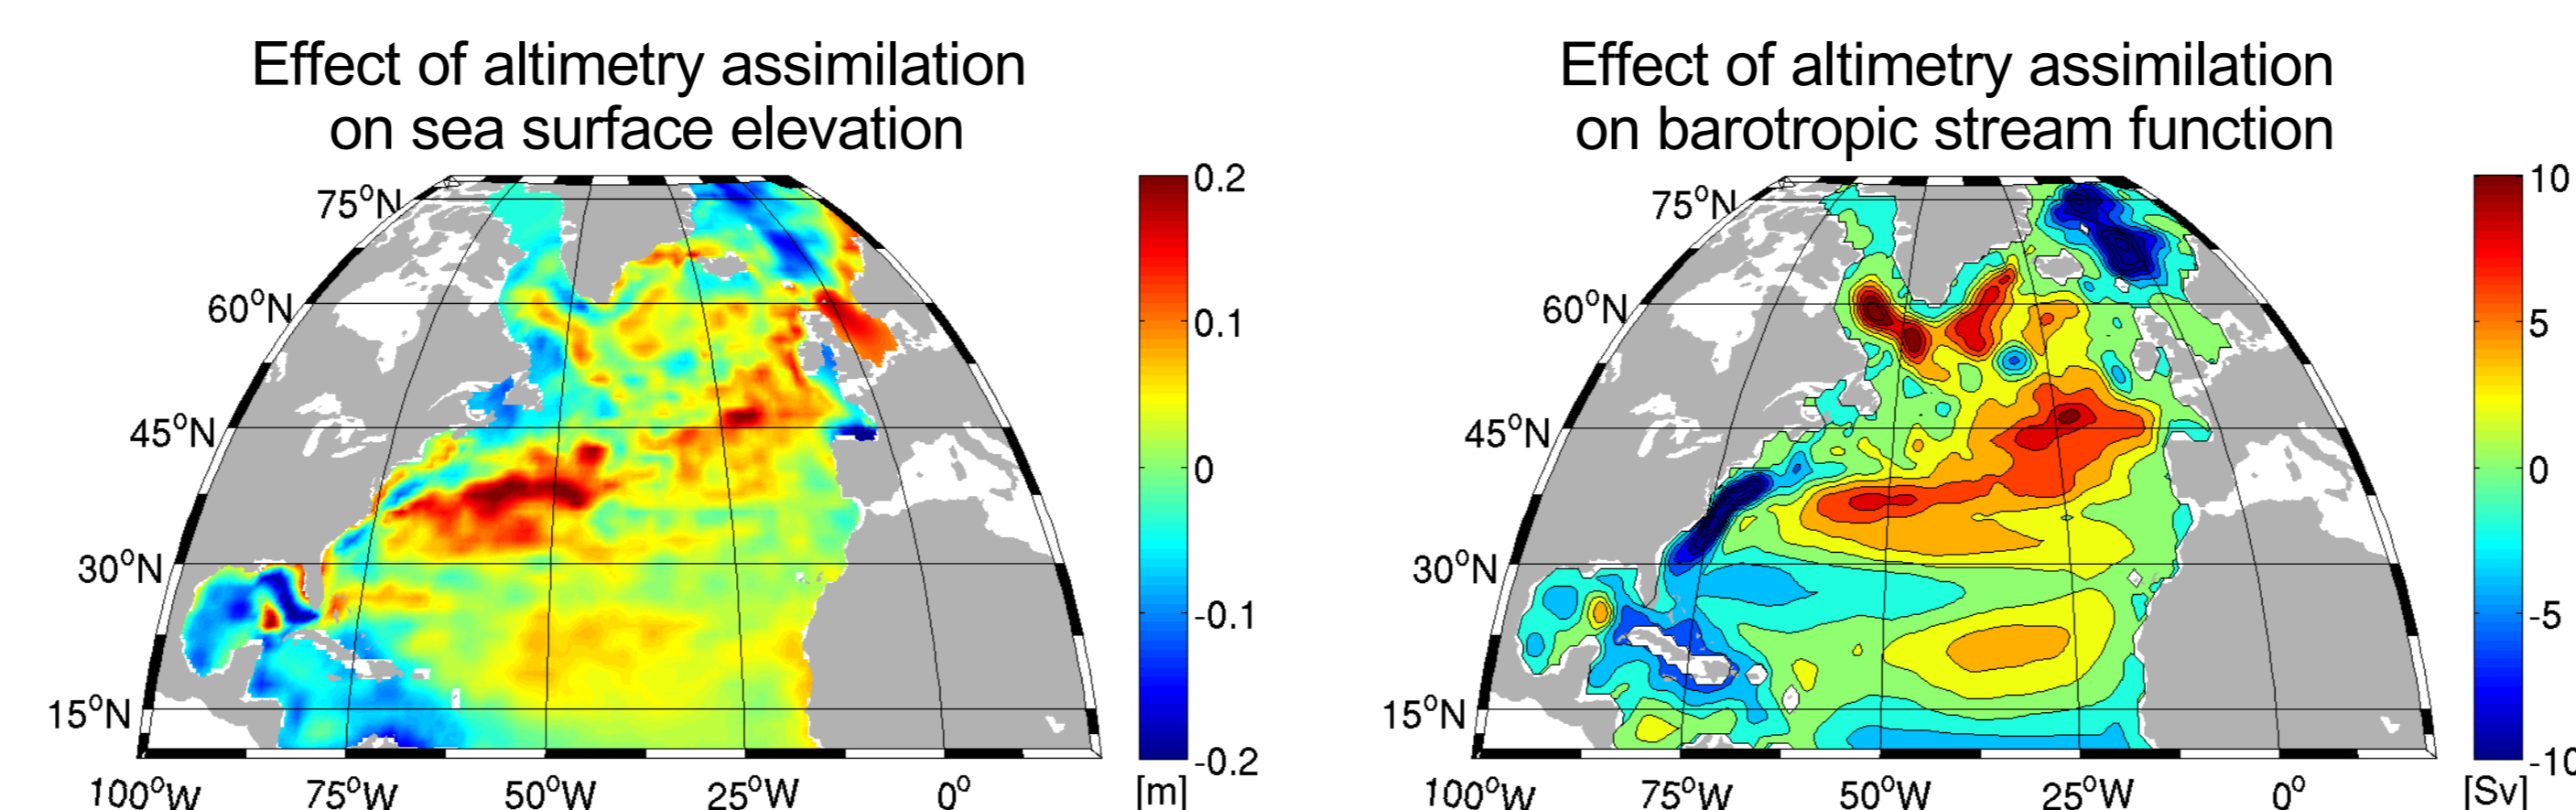 Effect of altimetry assimilation
on sea surface elevation
75°N
60°N
45°N
30°N
15°N
100°W 75°W 50°W 25°W 0°
0.2
0.1
0
-0.1
-0.2
[m]
Effect of altimetry assimilation
on barotropic stream function
75°N
60°N
45°N
30°N
15°N
100°W 75°W 50°W 25°W 0°
10
5
0
-5
-10
[Sv]